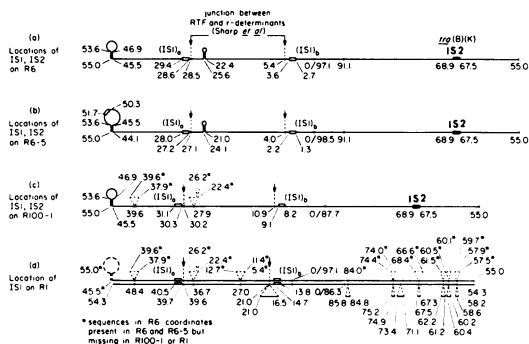 junction between
RTF and r-determinants
(Sharp et al)
(a)
Locations of
IS1, IS2
on R6
53.6 46.9
55.0 45.5
(IS1)a
29.4 28.5
28.6
22.4
25.6
(IS1)b
5.4 0/97.1 91.1
3.6 2.7
trg(B)(K)
IS2
68.9 67.5 55.0
(b)
Locations of
IS1, IS2
on R6-5
50.3
51.7
53.6 45.5
55.0 44.1
(IS1)a
28.0
27.2 27.1
21.0
24.1
(IS1)b
4.0 0/98.5 91.1
2.2 1.3
IS2
68.9 67.5 55.0
(c)
Locations of
IS1, IS2
on R100-1
46.9 39.6* 26.2* 22.4*
53.6 37.9* (IS1)a (IS1)b
55.0 39.6 31.1 27.9 10.9 8.2 0/87.7
45.5 30.3 30.2 9.1
IS2
68.9 67.5 55.0
(d)
Location of
IS1 on R1
39.6* 26.2* 22.4* 11.4*
55.0* 37.9* (IS1)a 12.7* 5.4* (IS1)b
0/97.1 84.0*
74.0* 66.6* 60.5* 60.1* 59.7*
74.4* 68.4* 61.5* 57.9*
57.5*
55.0
45.5* 48.4 40.5 36.7 27.0 16.5 13.8 0/86.3
54.3 39.7 39.6 21.0 14.7 85.8 84.8
21.0
75.2 67.3 54.3
74.9 67.5 58.2
73.4 71.1 62.2 58.6
61.2 60.2
60.4
* sequences in R6 coordinates
present in R6 and R6-5 but
missing in R100-1 or R1